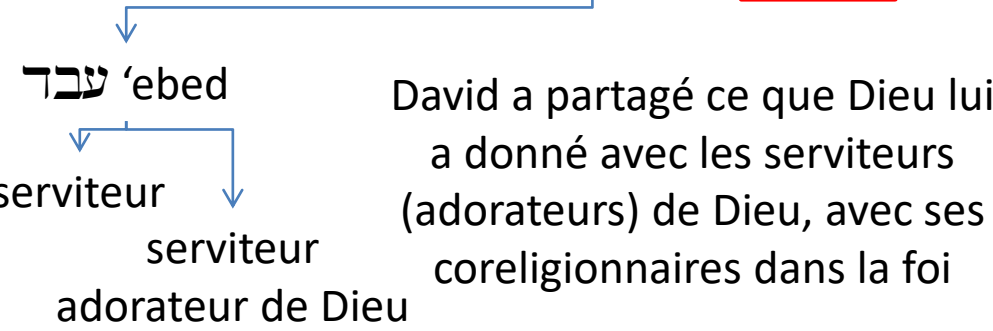 עבד ‘ebed
serviteur
serviteur
adorateur de Dieu
David a partagé ce que Dieu lui
a donné avec les serviteurs
(adorateurs) de Dieu, avec ses
coreligionnaires dans la foi